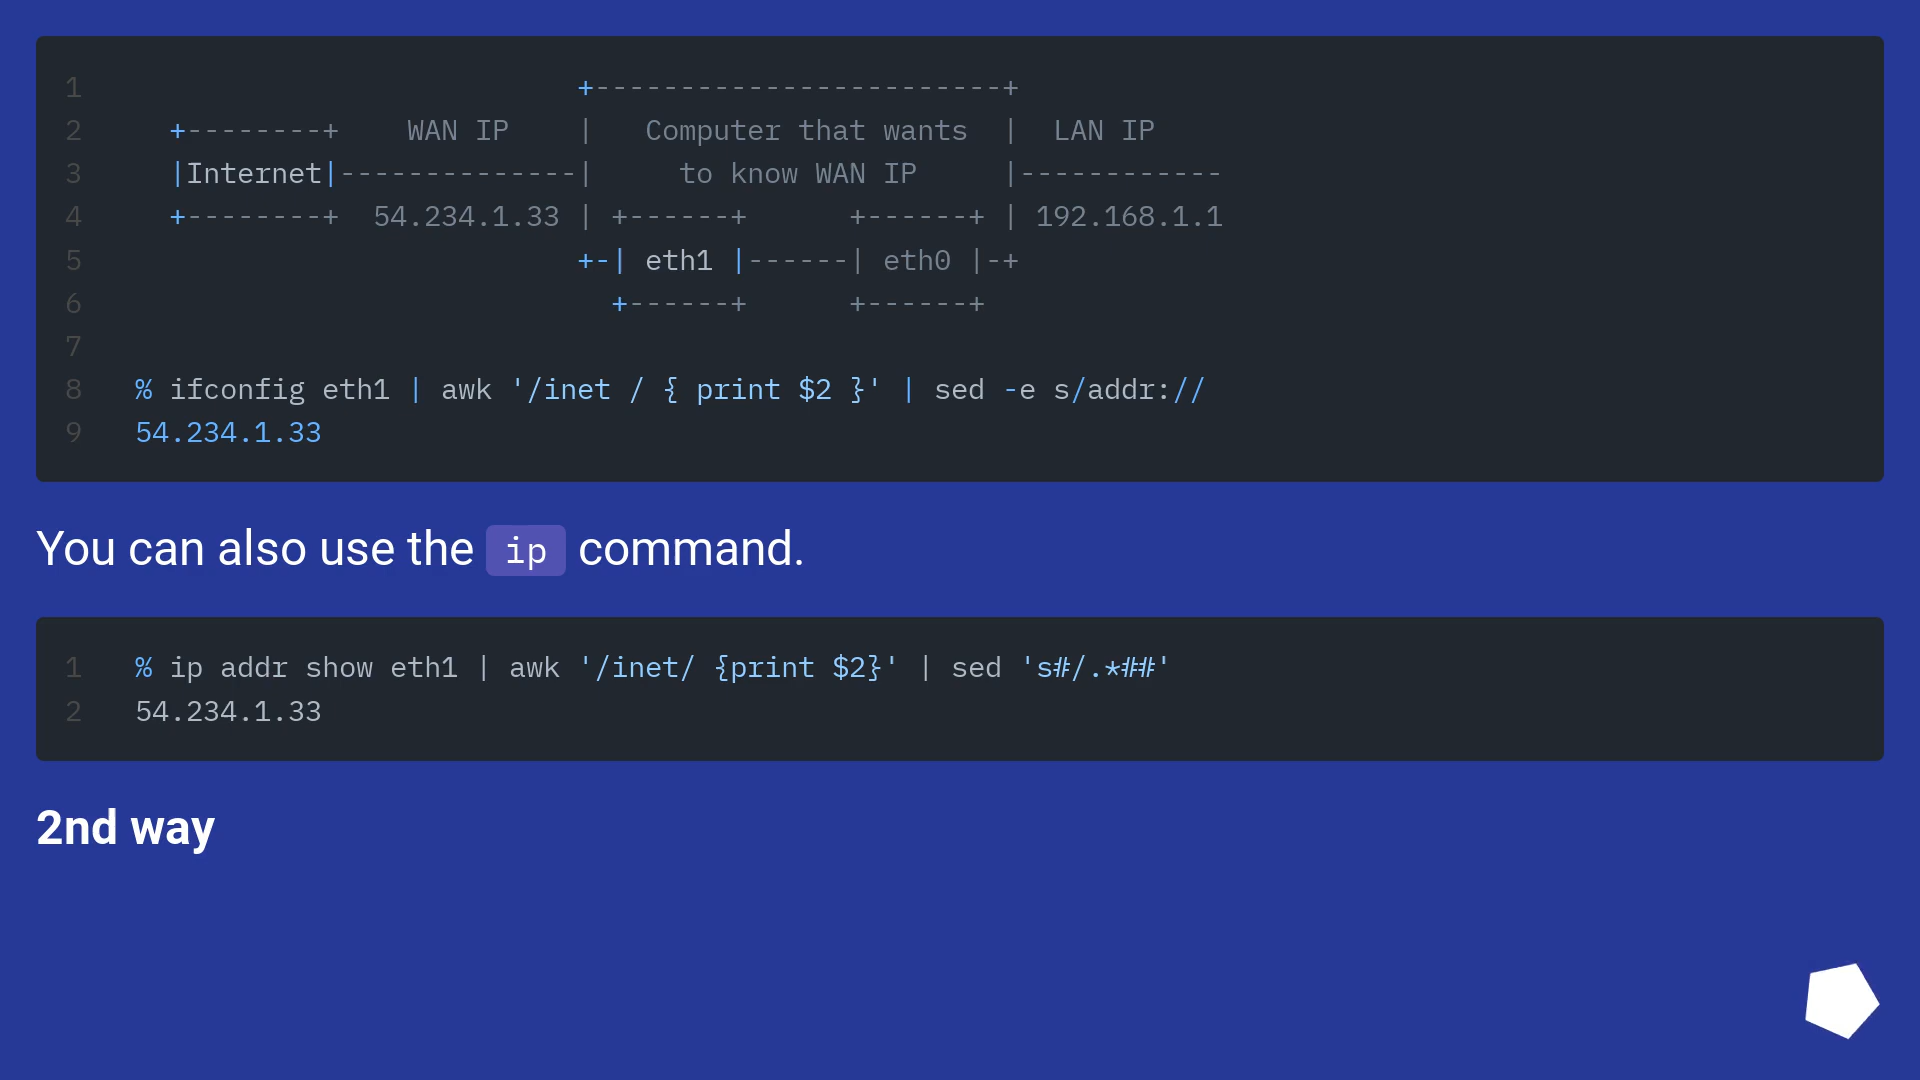 1                              +------------------------+
2     +--------+    WAN IP    |   Computer that wants  |  LAN IP
3     |Internet|--------------|     to know WAN IP     |------------
4     +--------+  54.234.1.33 | +------+      +------+ | 192.168.1.1
5                             +-| eth1 |------| eth0 |-+
6                               +------+      +------+
7
8   % ifconfig eth1 | awk '/inet / { print $2 }' | sed -e s/addr://
9   54.234.1.33
You can also use the ip command.
1   % ip addr show eth1 | awk '/inet/ {print $2}' | sed 's#/.*##'
2   54.234.1.33
2nd way